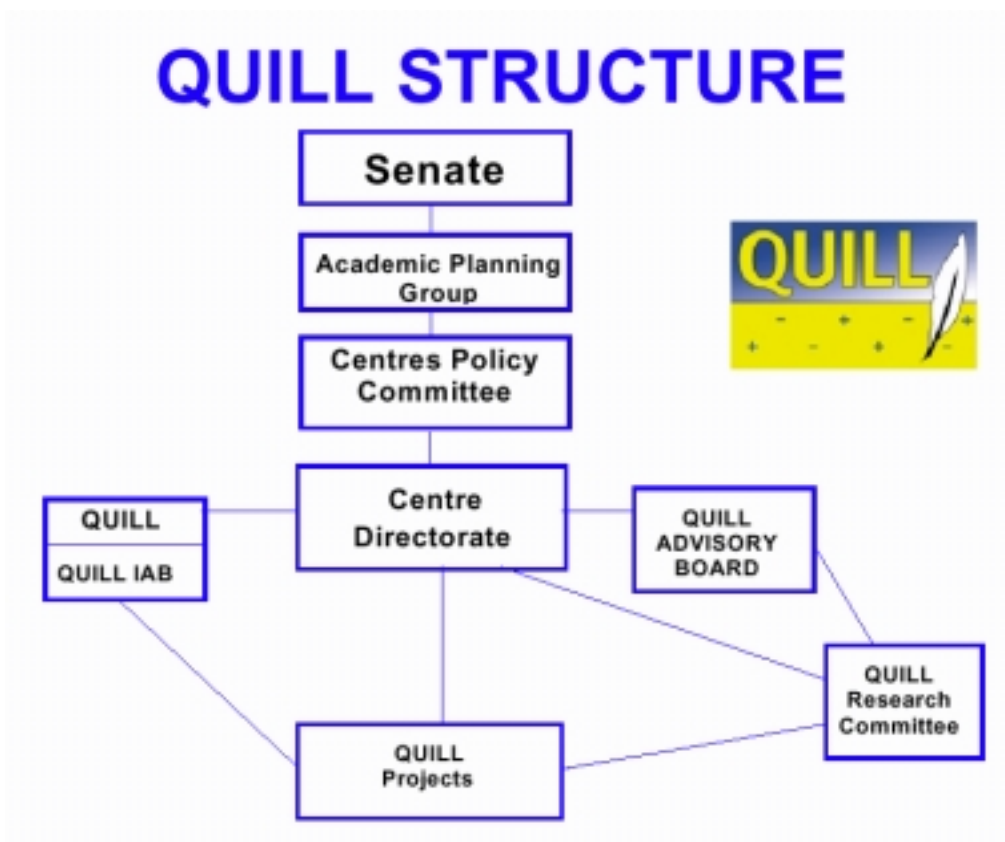 QUILL STRUCTURE
Senate
Academic Planning
Group
Centres Policy
Committee
Centre
Directorate
QUILL
QUILL IAB
QUILL
ADVISORY
BOARD
QUILL
Research
Committee
QUILL
Projects
QUILL
- + - +
+ - + -